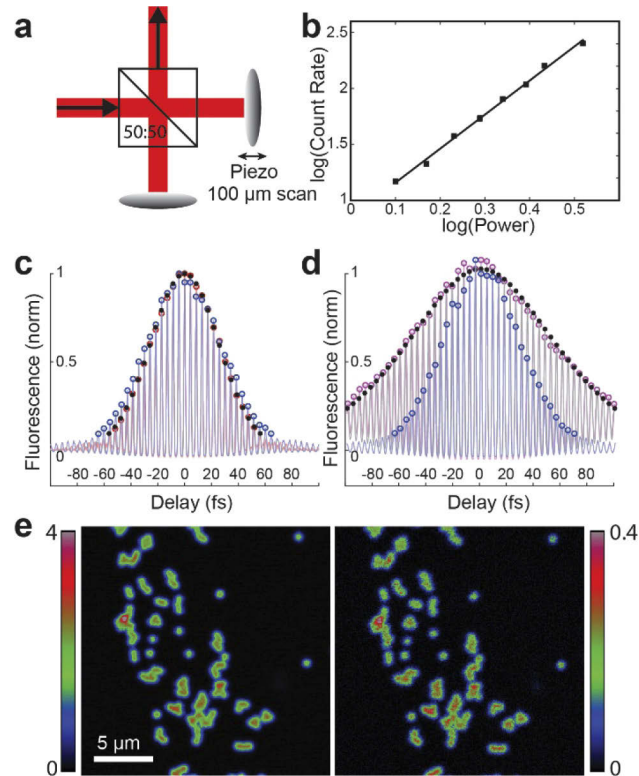 a
50:50
Piezo
100 µm scan
b
log(Count Rate)
2.5
2
1.5
1
0
0.1
0.2
0.3
0.4
0.5
log(Power)
c
Fluorescence (norm)
1
0.5
0
-80 -60 -40 -20 0 20 40 60 80
Delay (fs)
d
Fluorescence (norm)
1
0.5
0
-80 -60 -40 -20 0 20 40 60 80
Delay (fs)
e
4
0
5 µm
0.4
0